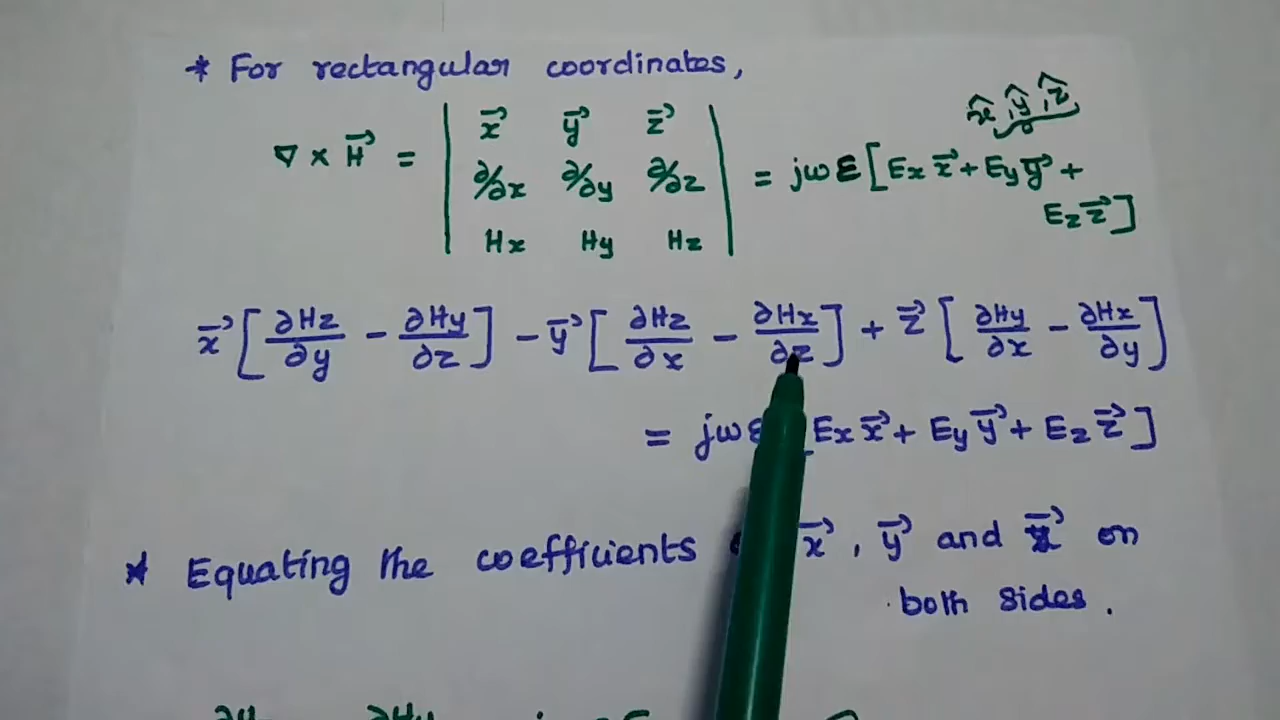 * For rectangular coordinates,
x̂, ŷ, ẑ
∇ × H⃗ = | x⃗ y⃗ z⃗ | = jωε [Ex x⃗ + Ey y⃗ +
∂/∂x ∂/∂y ∂/∂z
Hx Hy Hz
Ez z⃗]
x⃗ [∂Hz/∂y − ∂Hy/∂z] − y⃗ [∂Hz/∂x − ∂Hx/∂z] + z⃗ [∂Hy/∂x − ∂Hx/∂y]
= jωε [Ex x⃗ + Ey y⃗ + Ez z⃗]
* Equating the coefficients x⃗, y⃗ and z⃗ on
both sides.